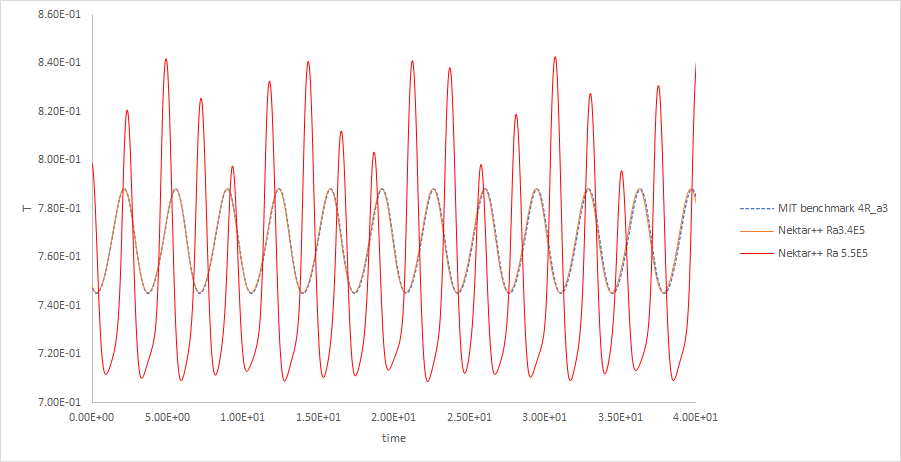 8.60E-01
8.40E-01
8.20E-01
8.00E-01
7.80E-01
7.60E-01
7.40E-01
7.20E-01
7.00E-01
T
0.00E+00 5.00E+00 1.00E+01 1.50E+01 2.00E+01 2.50E+01 3.00E+01 3.50E+01 4.00E+01
time
MIT benchmark 4R_a3
Nektar++ Ra3.4E5
Nektar++ Ra 5.5E5